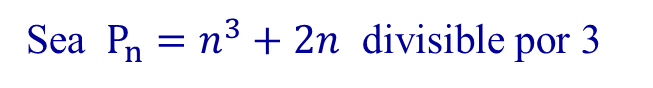 Sea Pₙ = n³ + 2n divisible por 3